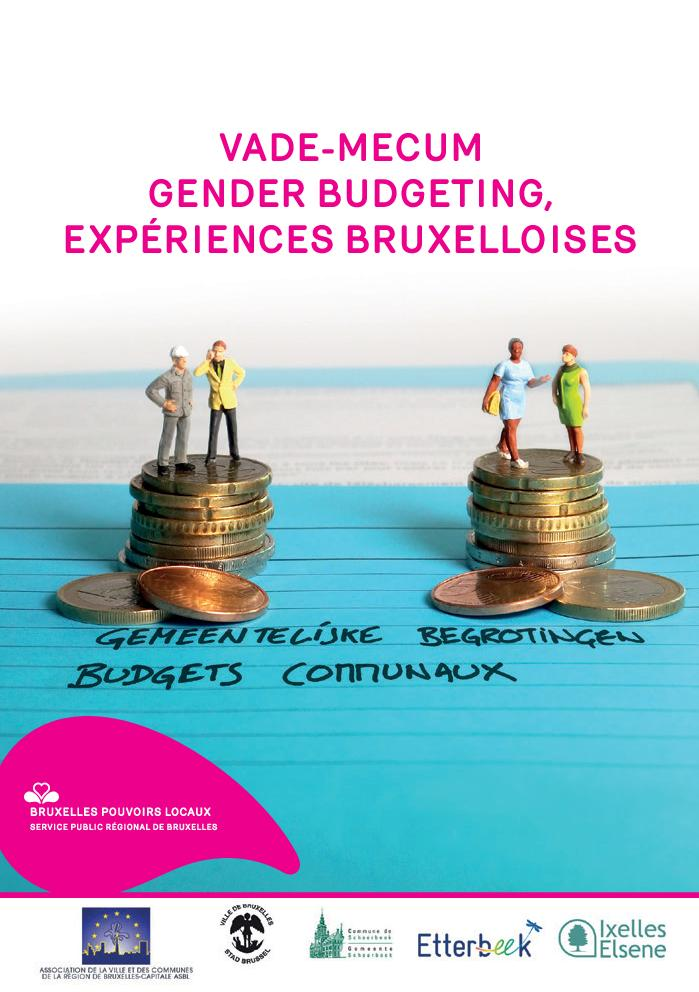 VADE-MECUM
GENDER BUDGETING,
EXPÉRIENCES BRUXELLOISES
GEMEENTELIJKE BEGROTINGEN
BUDGETS COMMUNAUX
BRUXELLES POUVOIRS LOCAUX
SERVICE PUBLIC RÉGIONAL DE BRUXELLES
ASSOCIATION DE LA VILLE ET DES COMMUNES
DE LA RÉGION DE BRUXELLES-CAPITALE ASBL
VILLE DE BRUXELLES
STAD BRUSSEL
Commune de
Schaerbeek
Gemeente
Schaerbeek
Etterbeek
Ixelles
Elsene